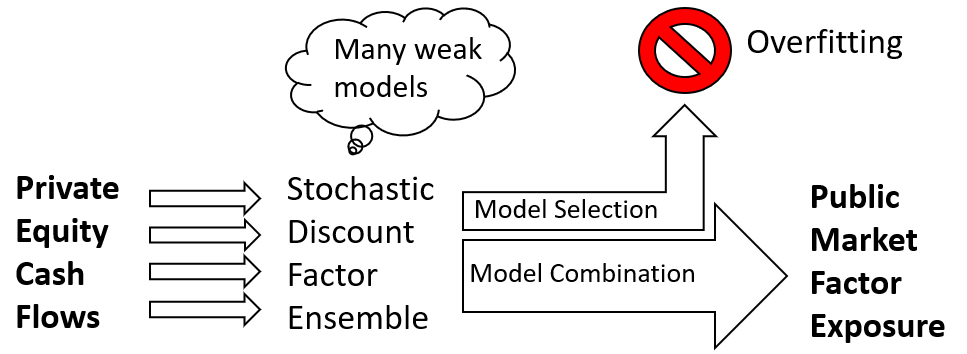 Many weak
models
Overfitting
Private
Equity
Cash
Flows
Stochastic
Discount
Factor
Ensemble
Model Selection
Model Combination
Public
Market
Factor
Exposure